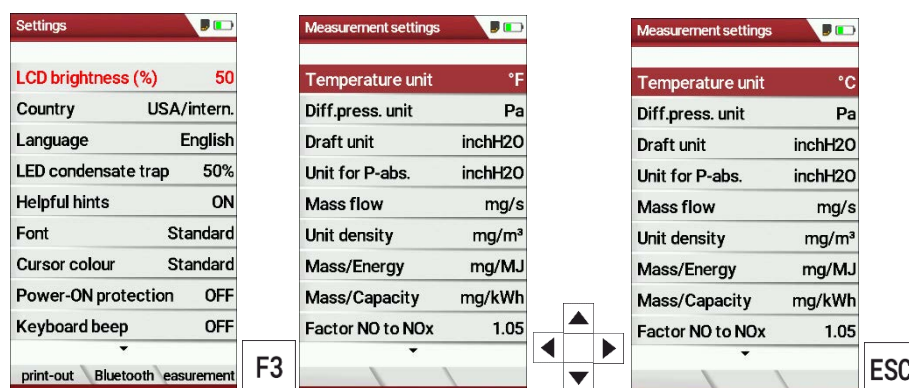 Settings
LCD brightness (%) 50
Country USA/intern.
Language English
LED condensate trap 50%
Helpful hints ON
Font Standard
Cursor colour Standard
Power-ON protection OFF
Keyboard beep OFF
print-out Bluetooth easurement
F3
Measurement settings
Temperature unit °F
Diff.press. unit Pa
Draft unit inchH2O
Unit for P-abs. inchH2O
Mass flow mg/s
Unit density mg/m³
Mass/Energy mg/MJ
Mass/Capacity mg/kWh
Factor NO to NOx 1.05
Measurement settings
Temperature unit °C
Diff.press. unit Pa
Draft unit inchH2O
Unit for P-abs. inchH2O
Mass flow mg/s
Unit density mg/m³
Mass/Energy mg/MJ
Mass/Capacity mg/kWh
Factor NO to NOx 1.05
ESC